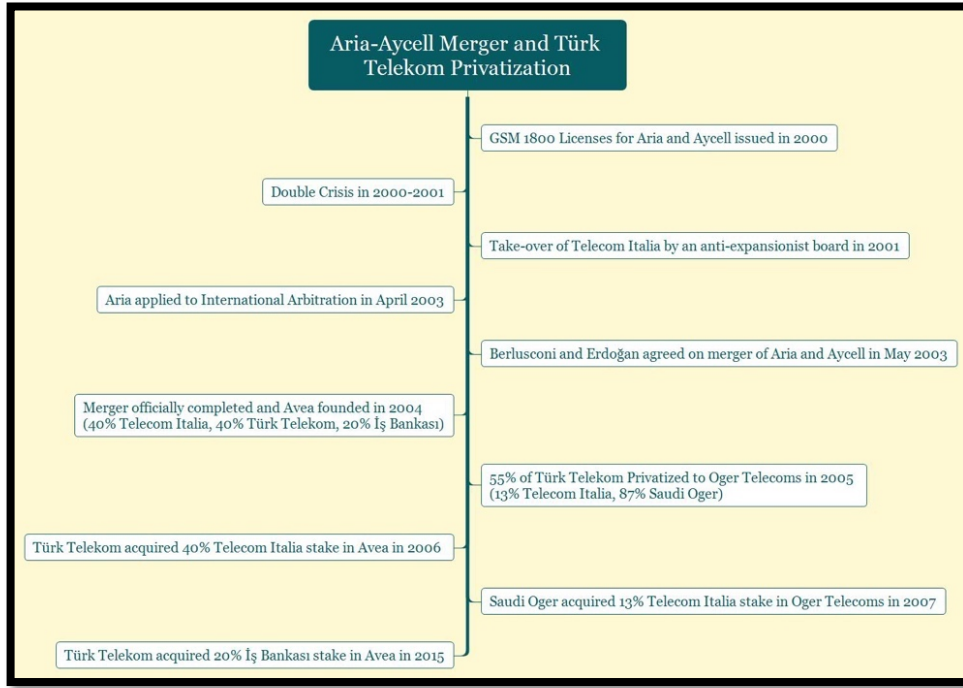 Aria-Aycell Merger and Türk
Telekom Privatization
GSM 1800 Licenses for Aria and Aycell issued in 2000
Double Crisis in 2000-2001
Take-over of Telecom Italia by an anti-expansionist board in 2001
Aria applied to International Arbitration in April 2003
Berlusconi and Erdoğan agreed on merger of Aria and Aycell in May 2003
Merger officially completed and Avea founded in 2004
(40% Telecom Italia, 40% Türk Telekom, 20% İş Bankası)
55% of Türk Telekom Privatized to Oger Telecoms in 2005
(13% Telecom Italia, 87% Saudi Oger)
Türk Telekom acquired 40% Telecom Italia stake in Avea in 2006
Saudi Oger acquired 13% Telecom Italia stake in Oger Telecoms in 2007
Türk Telekom acquired 20% İş Bankası stake in Avea in 2015